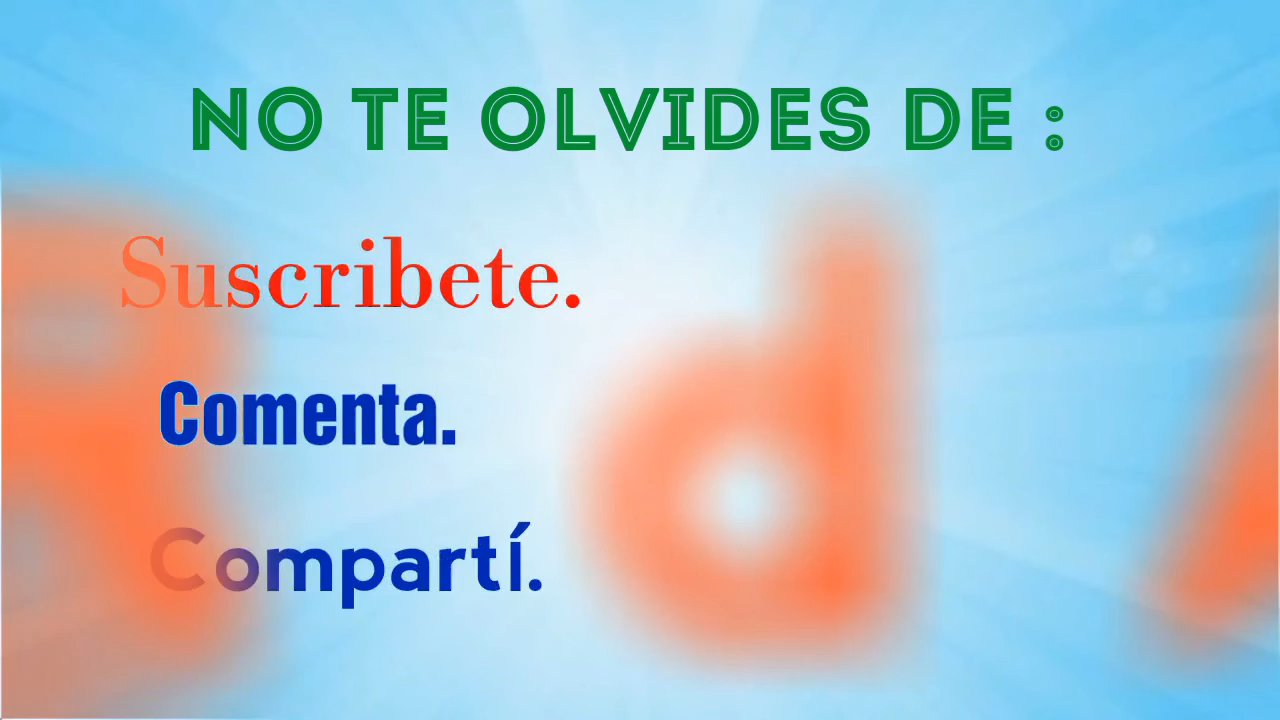 NO TE OLVIDES DE :
Suscribete.
Comenta.
Compartí.